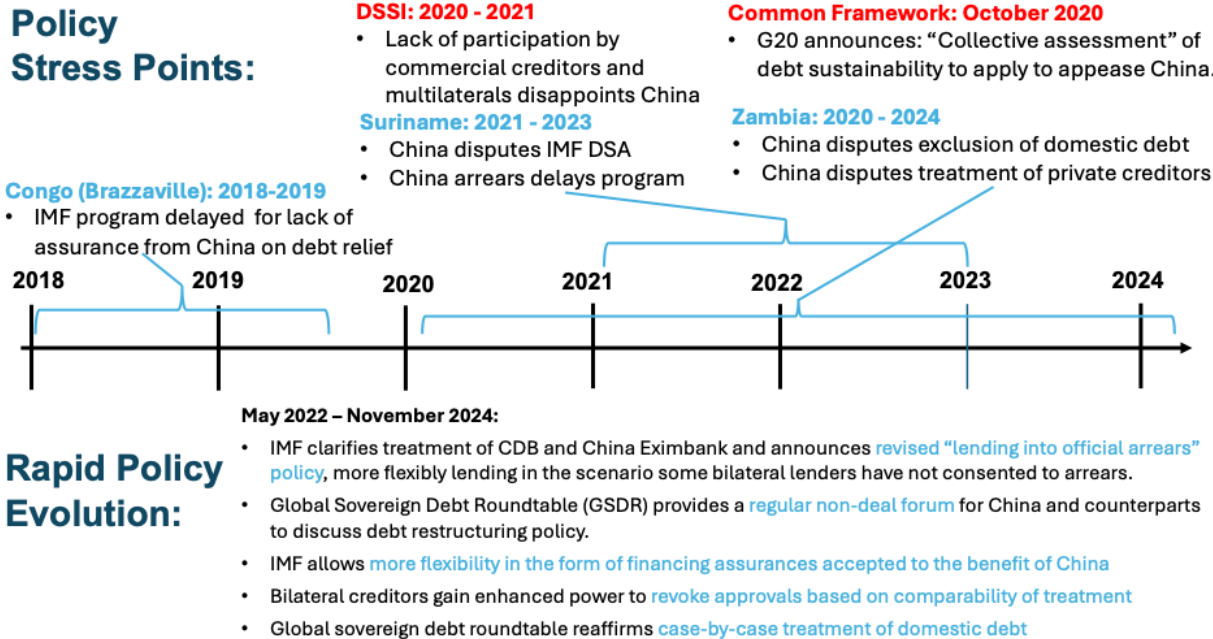 Policy
Stress Points:
DSSI: 2020 - 2021
• Lack of participation by
commercial creditors and
multilaterals disappoints China
Common Framework: October 2020
• G20 announces: “Collective assessment” of
debt sustainability to apply to appease China.
Suriname: 2021 - 2023
• China disputes IMF DSA
• China arrears delays program
Zambia: 2020 - 2024
• China disputes exclusion of domestic debt
• China disputes treatment of private creditors
Congo (Brazzaville): 2018-2019
• IMF program delayed for lack of
assurance from China on debt relief
2018 2019 2020 2021 2022 2023 2024
Rapid Policy
Evolution:
May 2022 – November 2024:
• IMF clarifies treatment of CDB and China Eximbank and announces revised “lending into official arrears”
policy, more flexibly lending in the scenario some bilateral lenders have not consented to arrears.
• Global Sovereign Debt Roundtable (GSDR) provides a regular non-deal forum for China and counterparts
to discuss debt restructuring policy.
• IMF allows more flexibility in the form of financing assurances accepted to the benefit of China
• Bilateral creditors gain enhanced power to revoke approvals based on comparability of treatment
• Global sovereign debt roundtable reaffirms case-by-case treatment of domestic debt